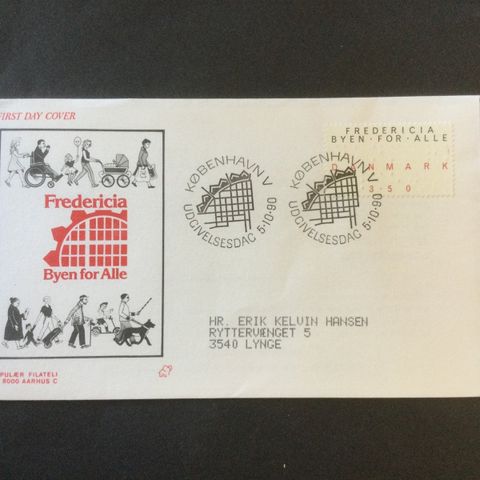 FIRST DAY COVER
Fredericia
Byen for Alle
PULÆR FILATELI
8000 AARHUS C
KØBENHAVN V
UDGIVELSESDAG 5-10-90
KØBENHAVN V
UDGIVELSESDAG 5-10-90
FREDERICIA
BYEN·FOR·ALLE
DANMARK
3·50
HR. ERIK KELVIN HANSEN
RYTTERVÆNGET 5
3540 LYNGE